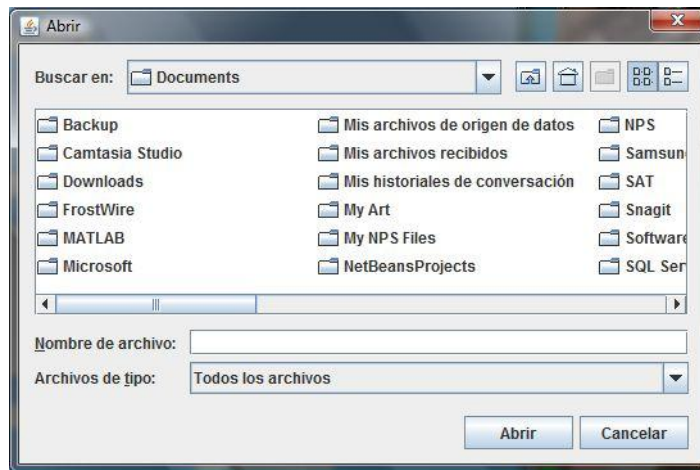 Abrir
Buscar en: Documents
Backup
Camtasia Studio
Downloads
FrostWire
MATLAB
Microsoft
Mis archivos de origen de datos
Mis archivos recibidos
Mis historiales de conversación
My Art
My NPS Files
NetBeansProjects
NPS
Samsun
SAT
Snagit
Software
SQL Ser
Nombre de archivo:
Archivos de tipo: Todos los archivos
Abrir Cancelar